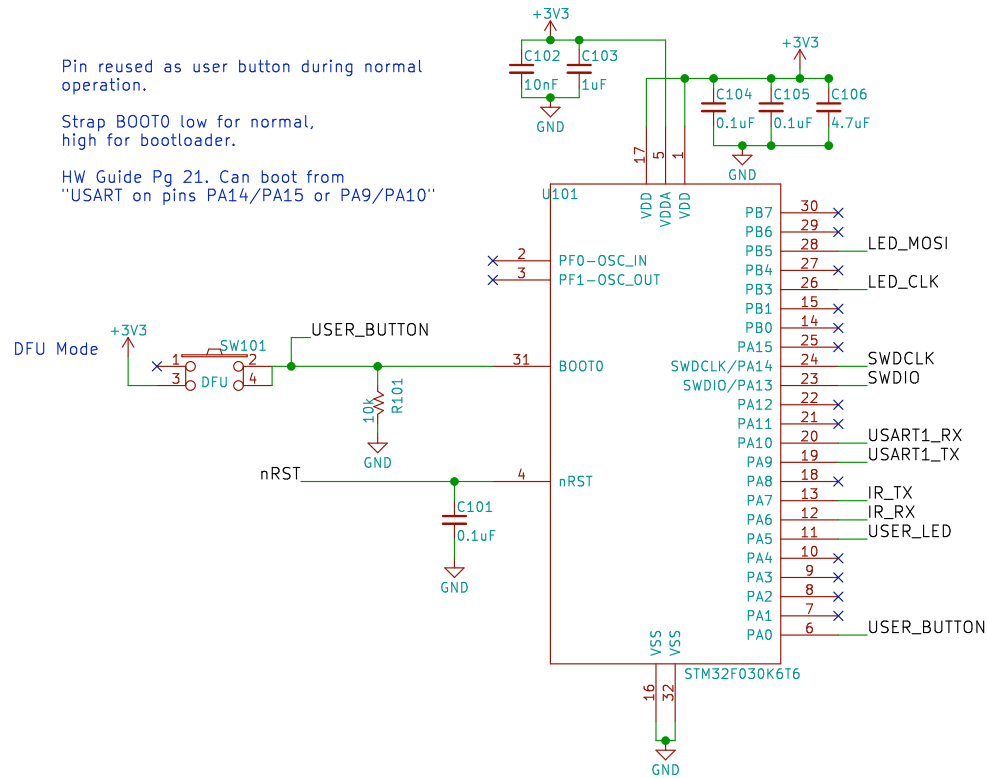 +3V3
C102
C103
10nF
1uF
GND
+3V3
C104
C105
C106
0.1uF
0.1uF
4.7uF
GND
Pin reused as user button during normal
operation.
Strap BOOT0 low for normal,
high for bootloader.
HW Guide Pg 21. Can boot from
"USART on pins PA14/PA15 or PA9/PA10"
17
5
1
U101
VDD
VDDA
VDD
2
PF0-OSC_IN
3
PF1-OSC_OUT
PB7
30
PB6
29
PB5
28
LED_MOSI
PB4
27
PB3
26
LED_CLK
PB1
15
PB0
14
PA15
25
SWDCLK/PA14
24
SWDCLK
SWDIO/PA13
23
SWDIO
PA12
22
PA11
21
PA10
20
USART1_RX
PA9
19
USART1_TX
PA8
18
PA7
13
IR_TX
PA6
12
IR_RX
PA5
11
USER_LED
PA4
10
PA3
9
PA2
8
PA1
7
PA0
6
USER_BUTTON
DFU Mode
+3V3
SW101
1
2
3
DFU
4
USER_BUTTON
31
BOOT0
10k
R101
GND
nRST
4
nRST
C101
0.1uF
GND
VSS
VSS
STM32F030K6T6
16
32
GND